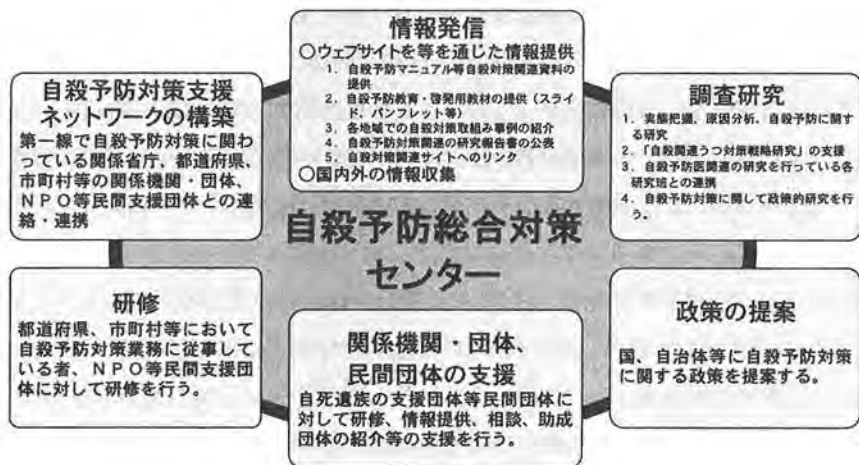 情報発信
○ウェブサイトを等を通じた情報提供
1. 自殺予防マニュアル等自殺対策関連資料の
提供
2. 自殺予防教育・啓発用教材の提供（スライ
ド、パンフレット等）
3. 各地域での自殺対策取組み事例の紹介
4. 自殺予防対策関連の研究報告書の公表
5. 自殺対策関連サイトへのリンク
○国内外の情報収集
自殺予防対策支援
ネットワークの構築
第一線で自殺予防対策に関わ
っている関係省庁、都道府県、
市町村等の関係機関・団体、
ＮＰＯ等民間支援団体との連
絡・連携
調査研究
1. 実態把握、原因分析、自殺予防に関す
る研究
2. 「自殺関連うつ対策戦略研究」の支援
3. 自殺予防医関連の研究を行っている各
研究班との連携
4. 自殺予防対策に関して政策的研究を行
う。
自殺予防総合対策
センター
研修
都道府県、市町村等において
自殺予防対策業務に従事して
いる者、ＮＰＯ等民間支援団
体に対して研修を行う。
関係機関・団体、
民間団体の支援
自死遺族の支援団体等民間団体に
対して研修、情報提供、相談、助成
団体の紹介等の支援を行う。
政策の提案
国、自治体等に自殺予防対策
に関する政策を提案する。